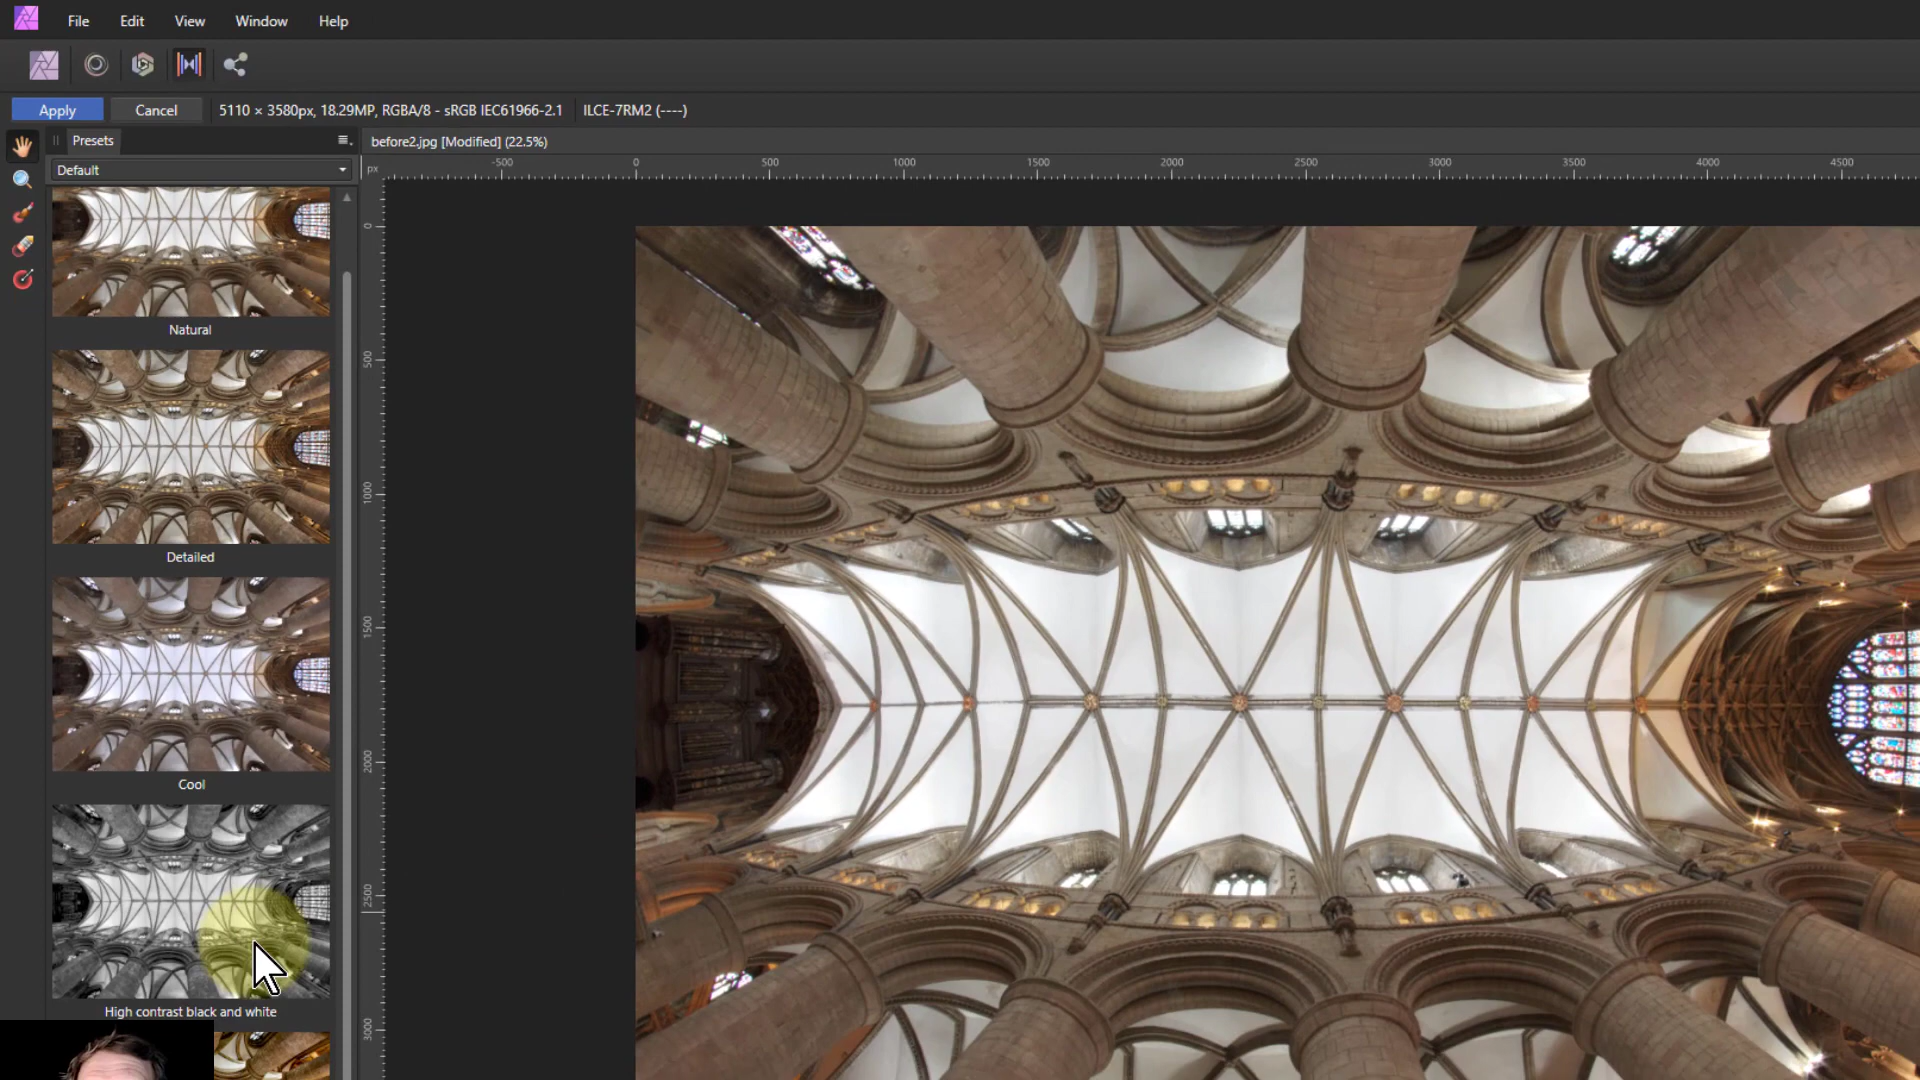 File Edit View Window Help
Apply Cancel 5110 × 3580px, 18.29MP, RGBA/8 - sRGB IEC61966-2.1 ILCE-7RM2 (----)
Presets before2.jpg [Modified] (22.5%)
Default px -500 0 500 1000 1500 2000 2500 3000 3500 4000 4500
0
Natural
500
1000
Detailed
1500
2000
Cool
2500
High contrast black and white
3000